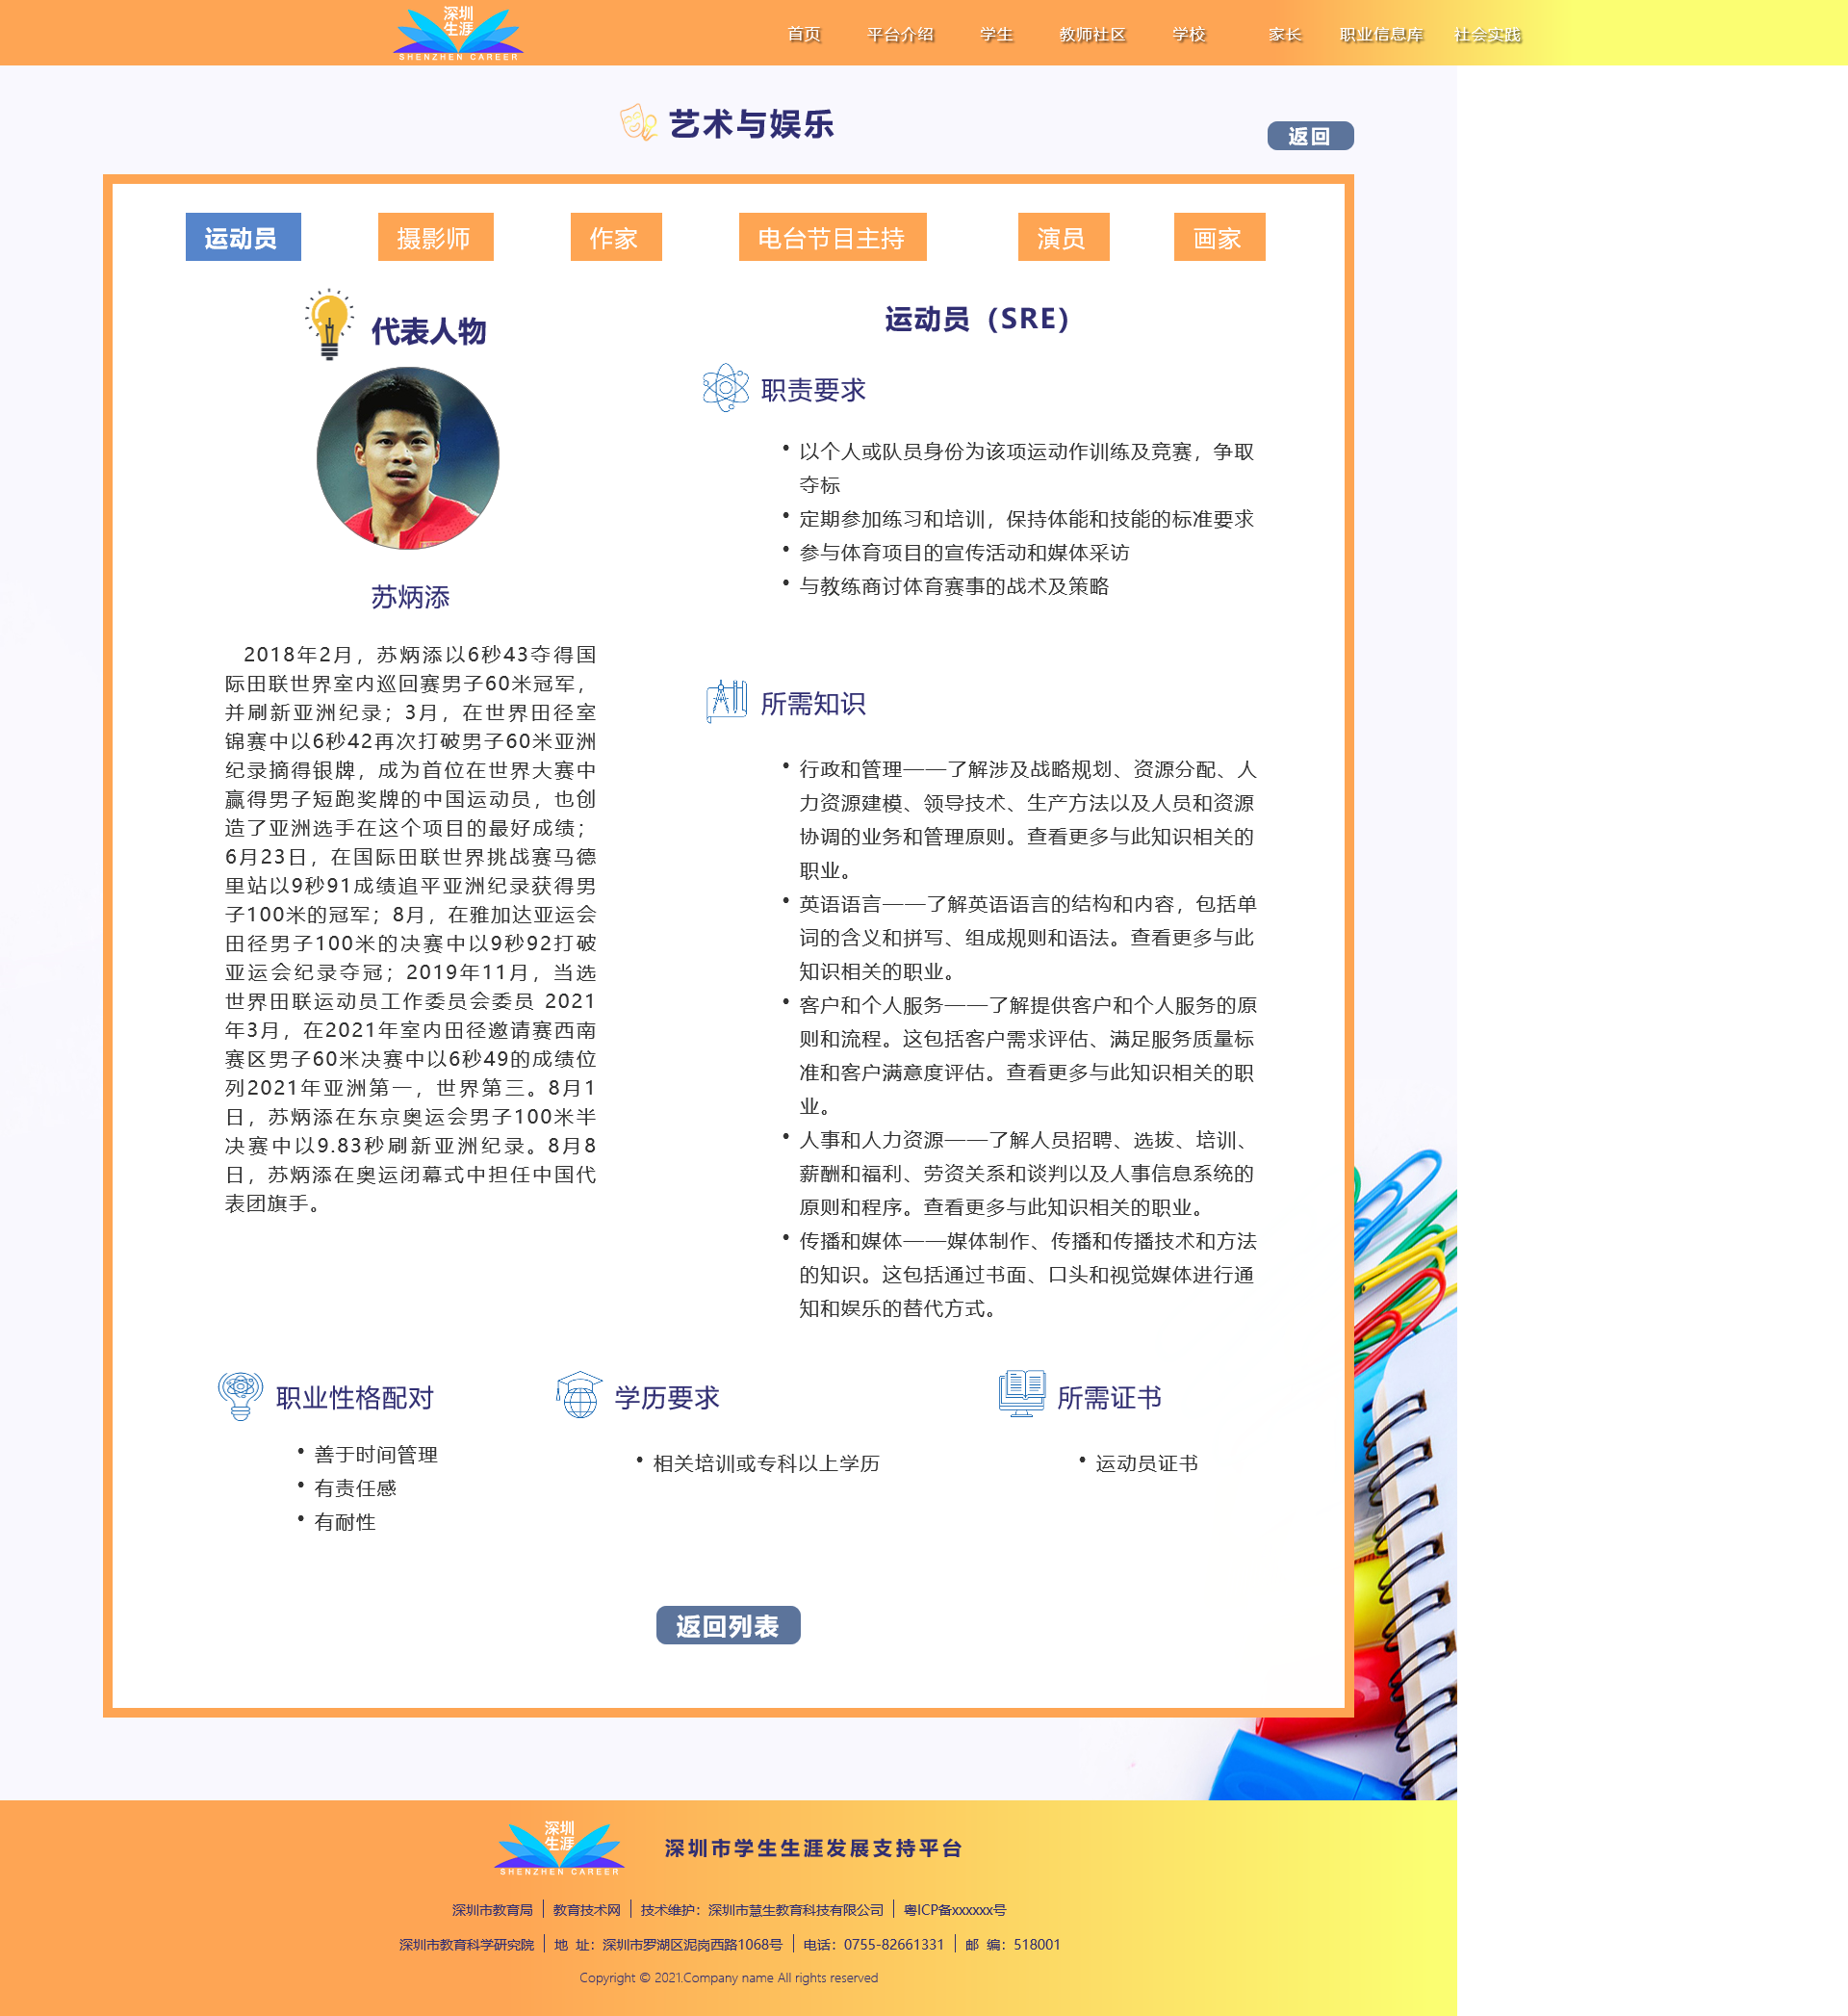 深圳
生涯
SHENZHEN CAREER
首页 平台介绍 学生 教师社区 学校 家长 职业信息库 社会实践
艺术与娱乐
返回
运动员 摄影师 作家 电台节目主持 演员 画家
代表人物
苏炳添
2018年2月，苏炳添以6秒43夺得国
际田联世界室内巡回赛男子60米冠军，
并刷新亚洲纪录；3月，在世界田径室
锦赛中以6秒42再次打破男子60米亚洲
纪录摘得银牌，成为首位在世界大赛中
赢得男子短跑奖牌的中国运动员，也创
造了亚洲选手在这个项目的最好成绩；
6月23日，在国际田联世界挑战赛马德
里站以9秒91成绩追平亚洲纪录获得男
子100米的冠军；8月，在雅加达亚运会
田径男子100米的决赛中以9秒92打破
亚运会纪录夺冠；2019年11月，当选
世界田联运动员工作委员会委员 2021
年3月，在2021年室内田径邀请赛西南
赛区男子60米决赛中以6秒49的成绩位
列2021年亚洲第一，世界第三。8月1
日，苏炳添在东京奥运会男子100米半
决赛中以9.83秒刷新亚洲纪录。8月8
日，苏炳添在奥运闭幕式中担任中国代
表团旗手。
运动员（SRE）
职责要求
• 以个人或队员身份为该项运动作训练及竞赛，争取
夺标
• 定期参加练习和培训，保持体能和技能的标准要求
• 参与体育项目的宣传活动和媒体采访
• 与教练商讨体育赛事的战术及策略
所需知识
• 行政和管理——了解涉及战略规划、资源分配、人
力资源建模、领导技术、生产方法以及人员和资源
协调的业务和管理原则。查看更多与此知识相关的
职业。
• 英语语言——了解英语语言的结构和内容，包括单
词的含义和拼写、组成规则和语法。查看更多与此
知识相关的职业。
• 客户和个人服务——了解提供客户和个人服务的原
则和流程。这包括客户需求评估、满足服务质量标
准和客户满意度评估。查看更多与此知识相关的职
业。
• 人事和人力资源——了解人员招聘、选拔、培训、
薪酬和福利、劳资关系和谈判以及人事信息系统的
原则和程序。查看更多与此知识相关的职业。
• 传播和媒体——媒体制作、传播和传播技术和方法
的知识。这包括通过书面、口头和视觉媒体进行通
知和娱乐的替代方式。
职业性格配对
• 善于时间管理
• 有责任感
• 有耐性
学历要求
• 相关培训或专科以上学历
所需证书
• 运动员证书
返回列表
深圳
生涯
SHENZHEN CAREER
深圳市学生生涯发展支持平台
深圳市教育局 | 教育技术网 | 技术维护：深圳市慧生教育科技有限公司 | 粤ICP备xxxxxx号
深圳市教育科学研究院 | 地 址：深圳市罗湖区泥岗西路1068号 | 电话：0755-82661331 | 邮 编：518001
Copyright © 2021.Company name All rights reserved